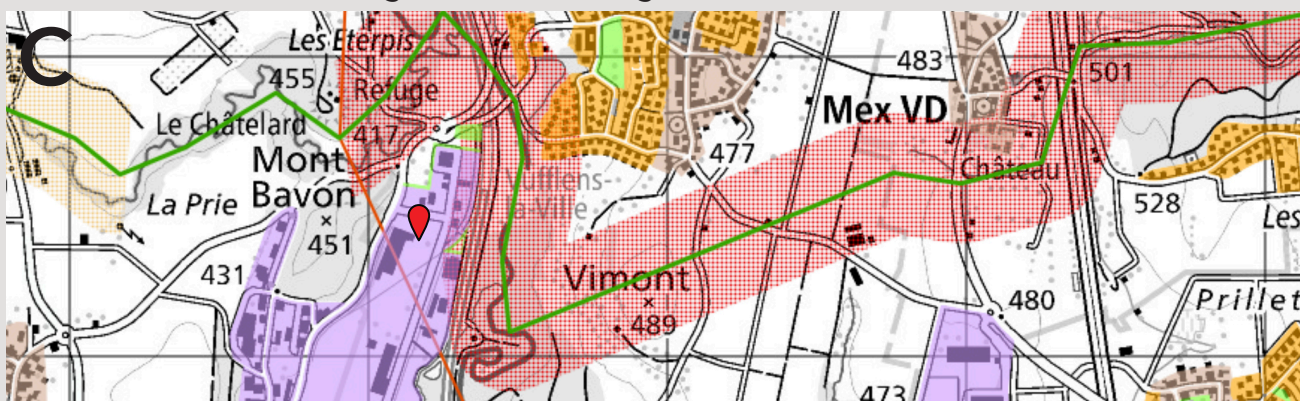 C
Les Eterpis
455
Refuge
Le Châtelard
417
Mont
Bavon
451
La Prie
431
483
Mex VD
501
477
Château
Vufflens-
la-Ville
528
Les
Vimont
489
480
Prillet
473